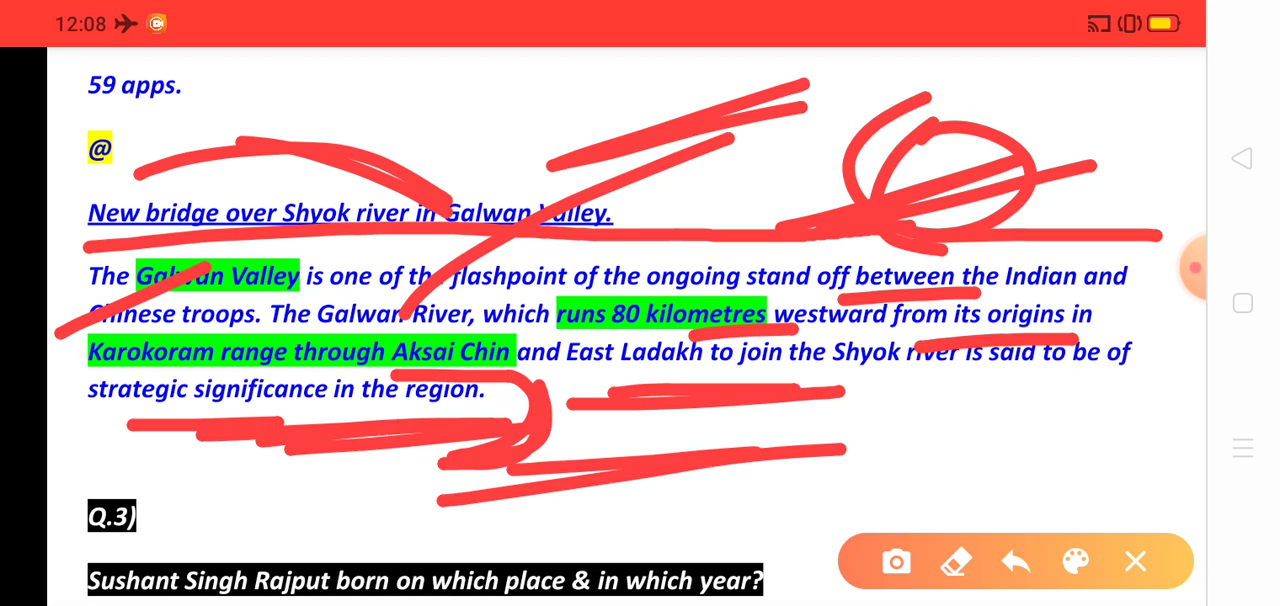 12:08
59 apps.
@
New bridge over Shyok river in Galwan Valley.
The Galwan Valley is one of the flashpoint of the ongoing stand off between the Indian and
Chinese troops. The Galwan River, which runs 80 kilometres westward from its origins in
Karokoram range through Aksai Chin and East Ladakh to join the Shyok river is said to be of
strategic significance in the region.
Q.3)
Sushant Singh Rajput born on which place & in which year?